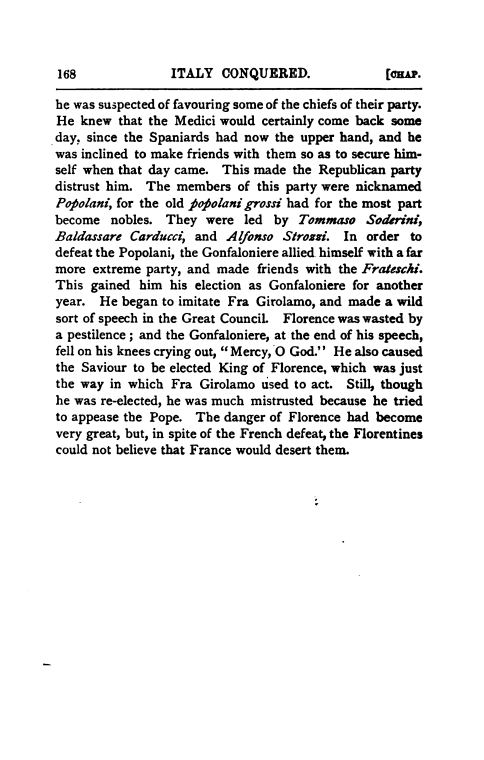 168 ITALY CONQUERED. [CHAP.
he was suspected of favouring some of the chiefs of their party.
He knew that the Medici would certainly come back some
day, since the Spaniards had now the upper hand, and he
was inclined to make friends with them so as to secure him-
self when that day came. This made the Republican party
distrust him. The members of this party were nicknamed
Popolani, for the old popolani grossi had for the most part
become nobles. They were led by Tommaso Soderini,
Baldassare Carducci, and Alfonso Strozzi. In order to
defeat the Popolani, the Gonfaloniere allied himself with a far
more extreme party, and made friends with the Frateschi.
This gained him his election as Gonfaloniere for another
year. He began to imitate Fra Girolamo, and made a wild
sort of speech in the Great Council. Florence was wasted by
a pestilence ; and the Gonfaloniere, at the end of his speech,
fell on his knees crying out, “Mercy, O God.” He also caused
the Saviour to be elected King of Florence, which was just
the way in which Fra Girolamo used to act. Still, though
he was re-elected, he was much mistrusted because he tried
to appease the Pope. The danger of Florence had become
very great, but, in spite of the French defeat, the Florentines
could not believe that France would desert them.